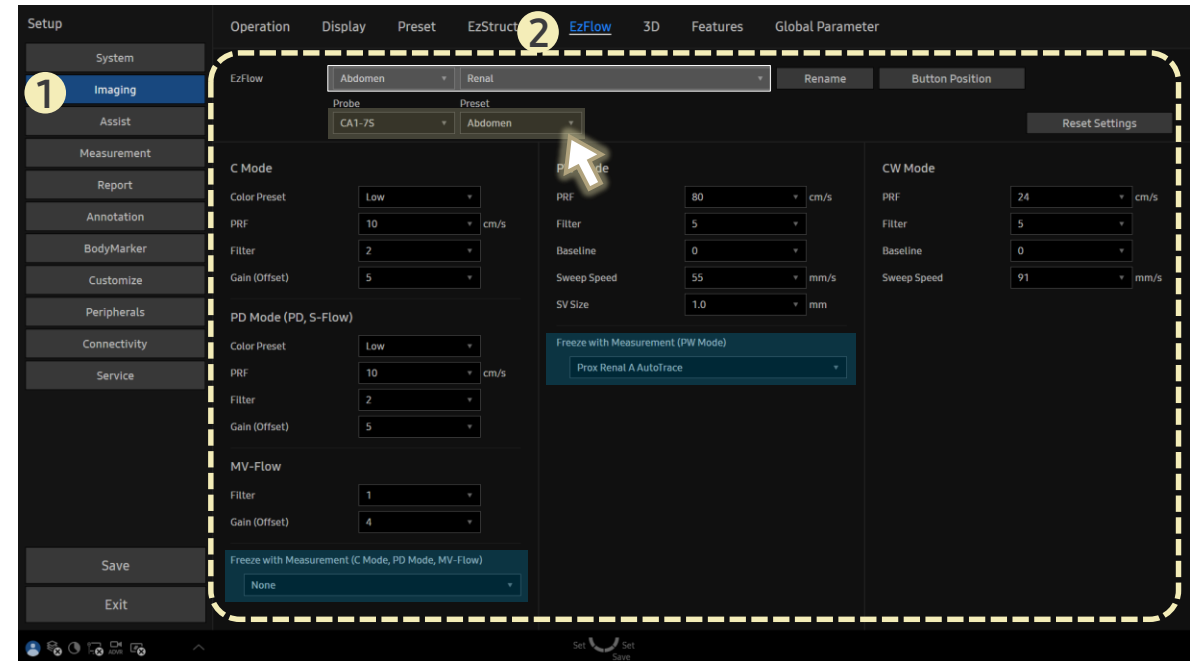 Setup
Operation Display Preset EzStruct 2 EzFlow 3D Features Global Parameter
System
1 Imaging
Assist
Measurement
Report
Annotation
BodyMarker
Customize
Peripherals
Connectivity
Service
Save
Exit
EzFlow Abdomen Renal Rename Button Position
Probe Preset
CA1-7S Abdomen Reset Settings
C Mode
Color Preset Low
PRF 10 cm/s
Filter 2
Gain (Offset) 5
PD Mode (PD, S-Flow)
Color Preset Low
PRF 10 cm/s
Filter 2
Gain (Offset) 5
MV-Flow
Filter 1
Gain (Offset) 4
Freeze with Measurement (C Mode, PD Mode, MV-Flow)
None
PRF 80 cm/s
Filter 5
Baseline 0
Sweep Speed 55 mm/s
SV Size 1.0 mm
Freeze with Measurement (PW Mode)
Prox Renal A AutoTrace
CW Mode
PRF 24 cm/s
Filter 5
Baseline 0
Sweep Speed 91 mm/s
ADVR
Set Set
Save